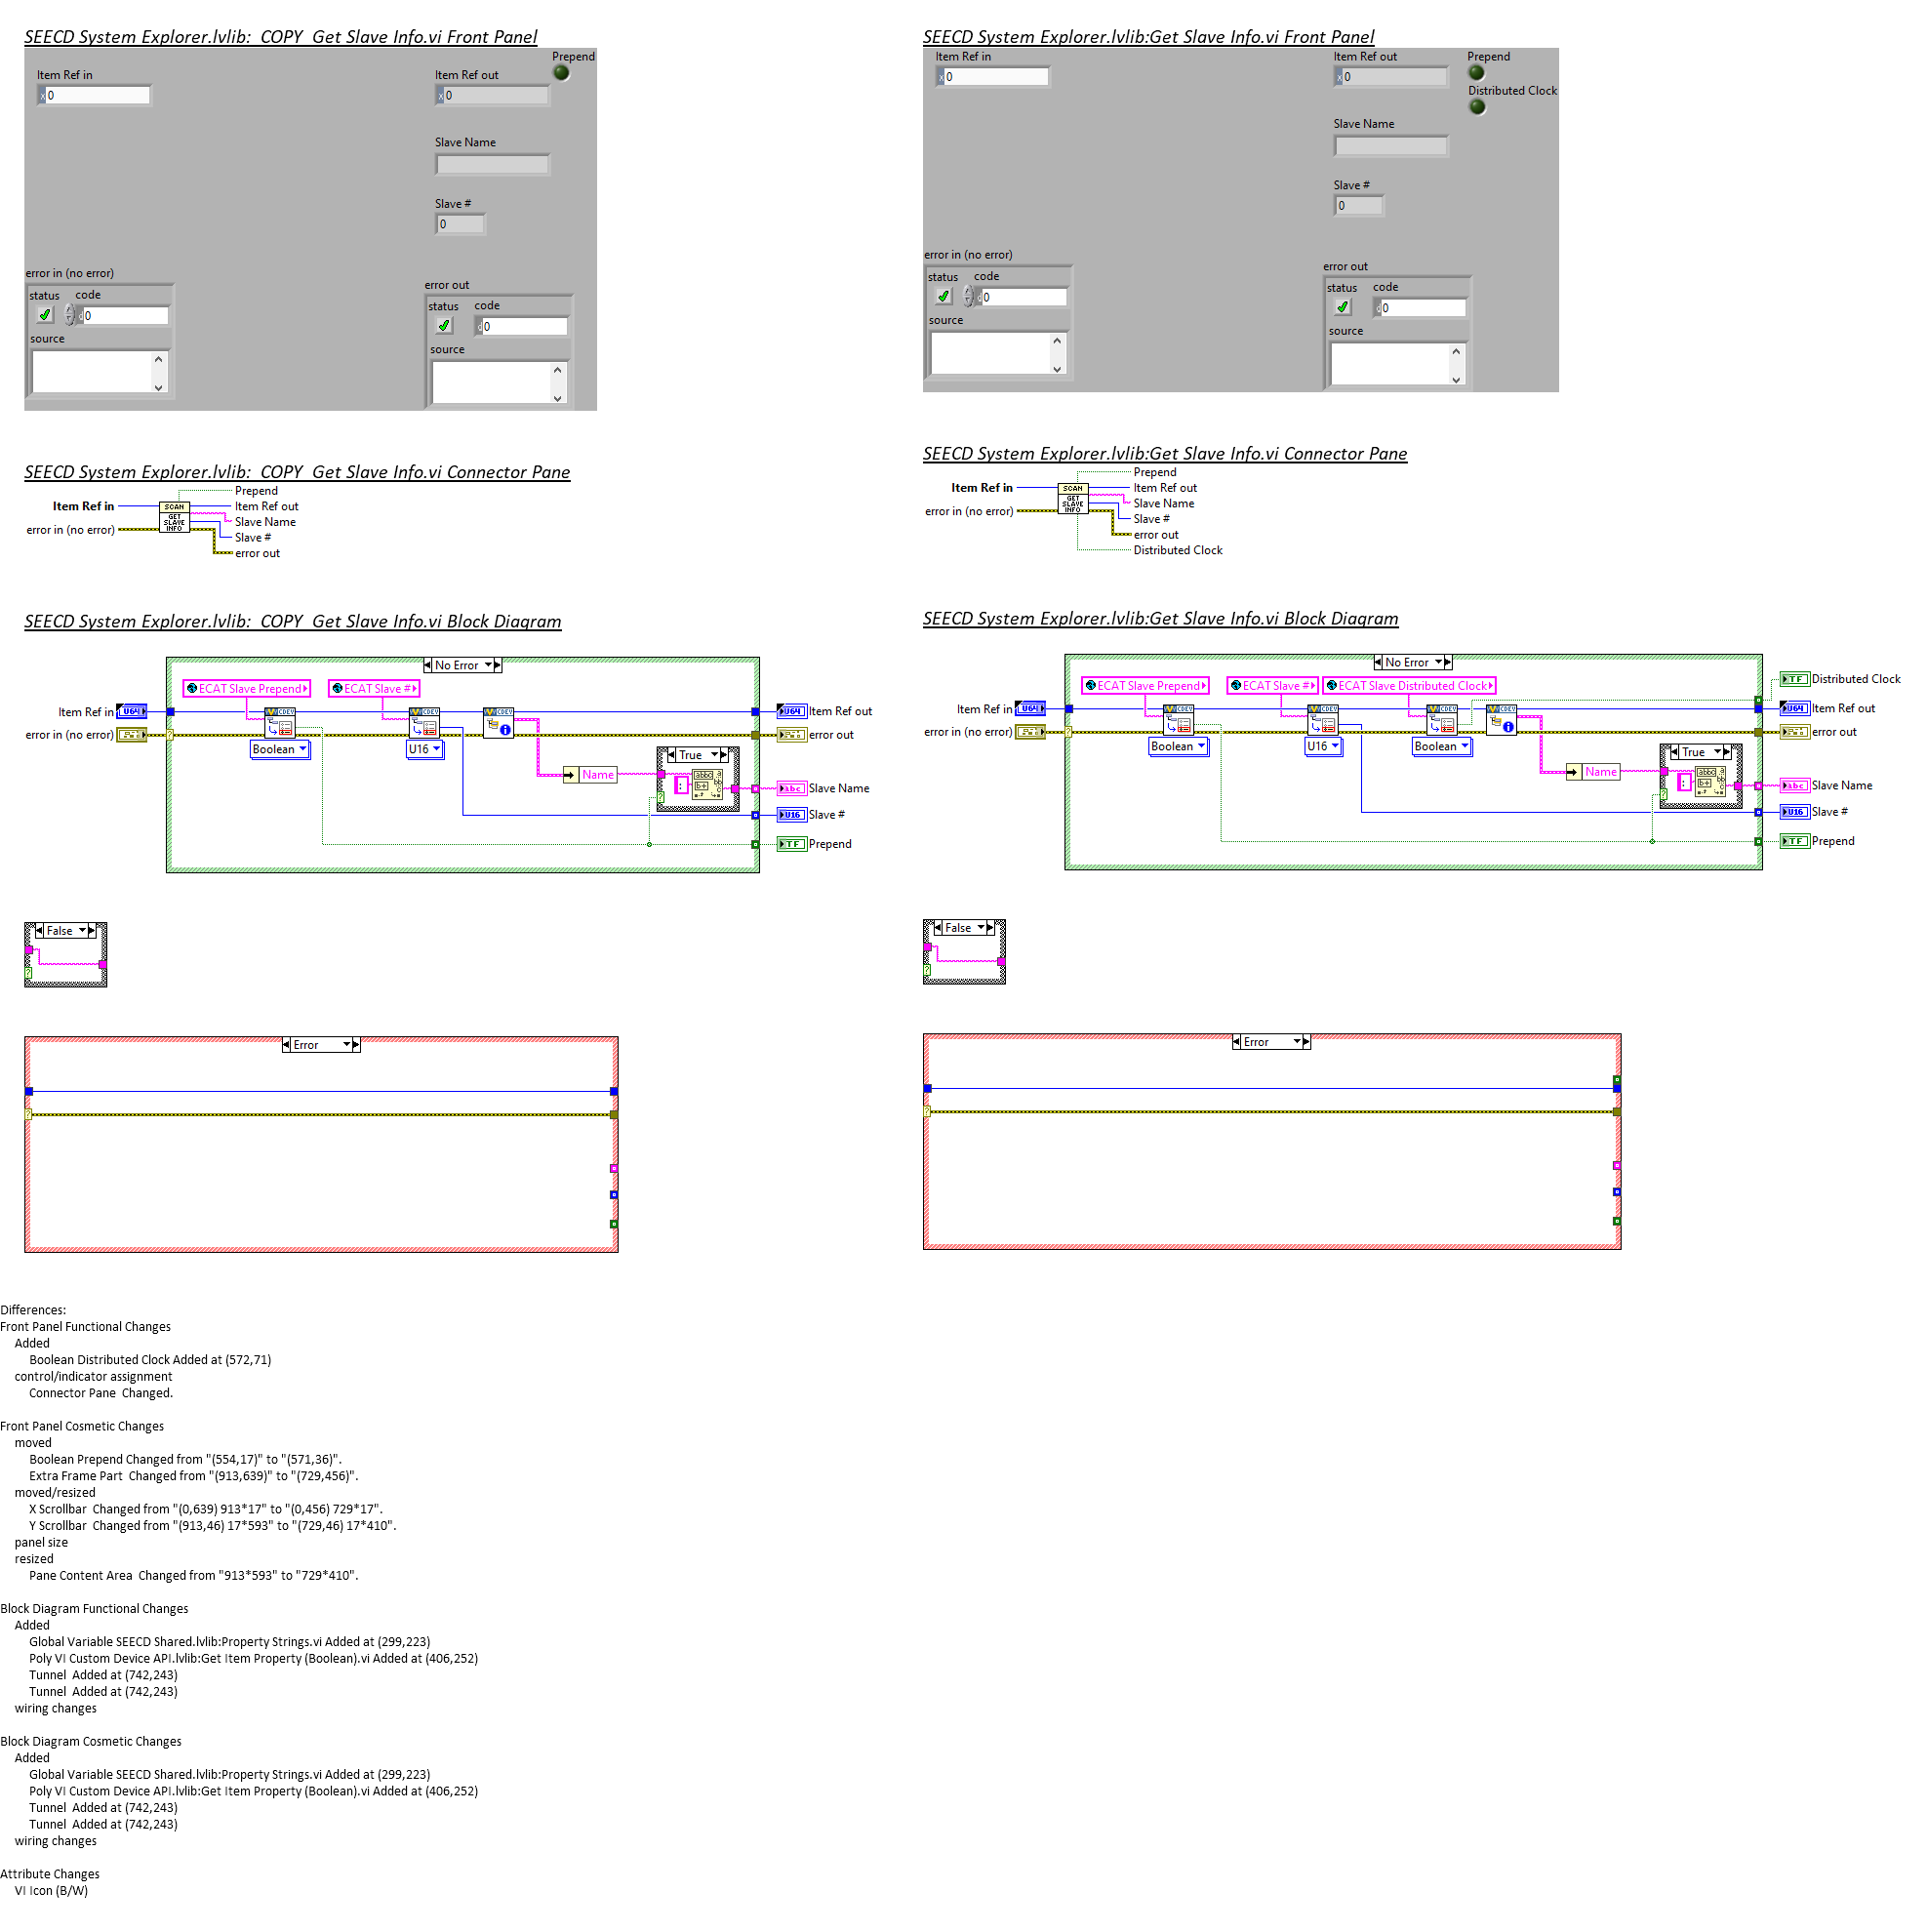 SEECD System Explorer.lvlib:  COPY  Get Slave Info.vi Front Panel
Prepend
Item Ref in
Item Ref out
x 0
x 0
Slave Name
Slave #
0
error in (no error)
error out
status
code
d 0
source
status
code
d 0
source
SEECD System Explorer.lvlib:Get Slave Info.vi Front Panel
Item Ref in
Item Ref out
Prepend
x 0
x 0
Distributed Clock
Slave Name
Slave #
0
error in (no error)
error out
status
code
d 0
source
status
code
d 0
source
SEECD System Explorer.lvlib:  COPY  Get Slave Info.vi Connector Pane
Prepend
Item Ref in
SCAN
GET
SLAVE
INFO
Item Ref out
Slave Name
error in (no error)
Slave #
error out
SEECD System Explorer.lvlib:Get Slave Info.vi Connector Pane
Prepend
Item Ref in
SCAN
GET
SLAVE
INFO
Item Ref out
Slave Name
error in (no error)
Slave #
error out
Distributed Clock
SEECD System Explorer.lvlib:  COPY  Get Slave Info.vi Block Diagram
No Error
ECAT Slave Prepend
ECAT Slave #
Item Ref in
U64
CDEV
CDEV
CDEV
U64
Item Ref out
error in (no error)
error out
Boolean
U16
True
Name
abc
Slave Name
U16
Slave #
TF
Prepend
SEECD System Explorer.lvlib:Get Slave Info.vi Block Diagram
No Error
TF
Distributed Clock
ECAT Slave Prepend
ECAT Slave #
ECAT Slave Distributed Clock
Item Ref in
U64
CDEV
CDEV
CDEV
CDEV
U64
Item Ref out
error in (no error)
error out
Boolean
U16
Boolean
True
Name
abc
Slave Name
U16
Slave #
TF
Prepend
False
False
Error
Error
Differences:
Front Panel Functional Changes
Added
Boolean Distributed Clock Added at (572,71)
control/indicator assignment
Connector Pane  Changed.
Front Panel Cosmetic Changes
moved
Boolean Prepend Changed from "(554,17)" to "(571,36)".
Extra Frame Part  Changed from "(913,639)" to "(729,456)".
moved/resized
X Scrollbar  Changed from "(0,639) 913*17" to "(0,456) 729*17".
Y Scrollbar  Changed from "(913,46) 17*593" to "(729,46) 17*410".
panel size
resized
Pane Content Area  Changed from "913*593" to "729*410".
Block Diagram Functional Changes
Added
Global Variable SEECD Shared.lvlib:Property Strings.vi Added at (299,223)
Poly VI Custom Device API.lvlib:Get Item Property (Boolean).vi Added at (406,252)
Tunnel  Added at (742,243)
Tunnel  Added at (742,243)
wiring changes
Block Diagram Cosmetic Changes
Added
Global Variable SEECD Shared.lvlib:Property Strings.vi Added at (299,223)
Poly VI Custom Device API.lvlib:Get Item Property (Boolean).vi Added at (406,252)
Tunnel  Added at (742,243)
Tunnel  Added at (742,243)
wiring changes
Attribute Changes
VI Icon (B/W)